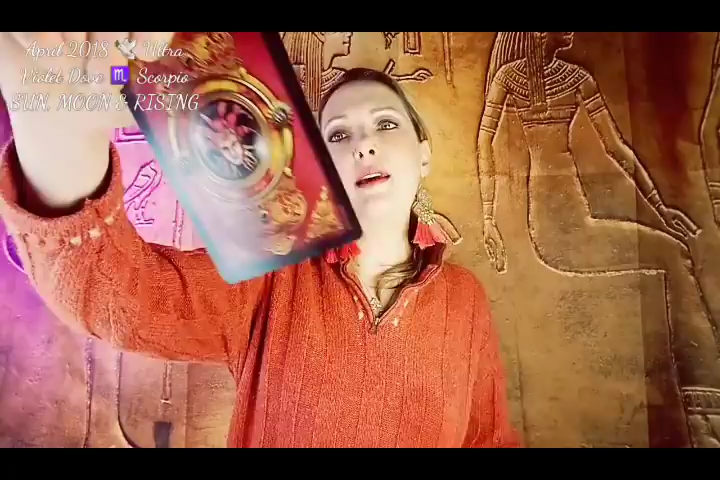 April 2018 🕊 Ultra
Violet Dove ♏ Scorpio
SUN, MOON & RISING